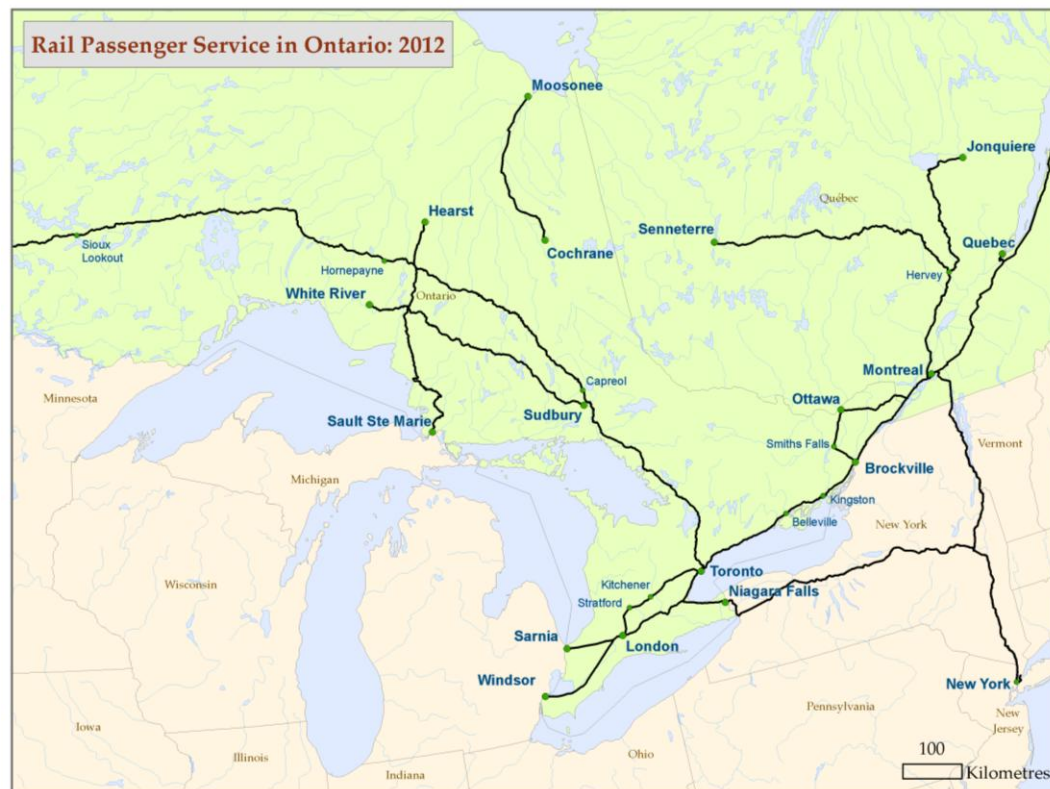 Rail Passenger Service in Ontario: 2012
Moosonee
Jonquiere
Québec
Hearst
Senneterre
Quebec
Sioux
Lookout
Cochrane
Hornepayne
Hervey
White River
Ontario
Montreal
Capreol
Minnesota
Ottawa
Sudbury
Sault Ste Marie
Smiths Falls
Vermont
Brockville
Michigan
Kingston
Belleville
New York
Toronto
Wisconsin
Kitchener
Niagara Falls
Stratford
Sarnia
London
Windsor
New York
Pennsylvania
New
Jersey
Iowa
Illinois
Ohio
Indiana
100
Kilometres